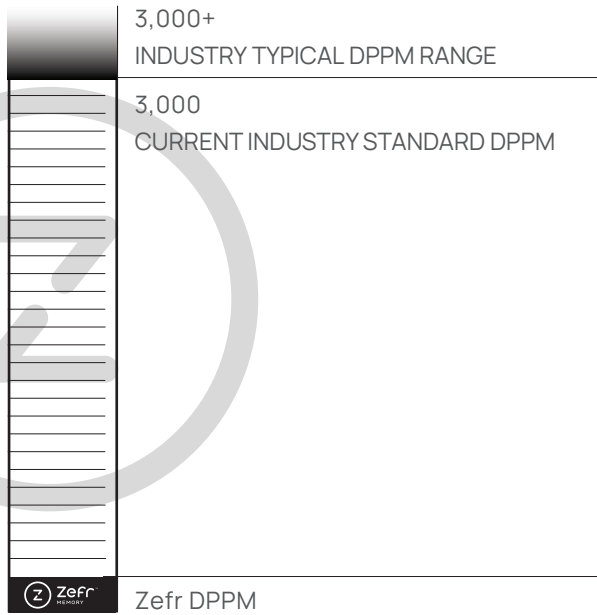 3,000+
INDUSTRY TYPICAL DPPM RANGE
3,000
CURRENT INDUSTRY STANDARD DPPM
Z Zefr
MEMORY
Zefr DPPM